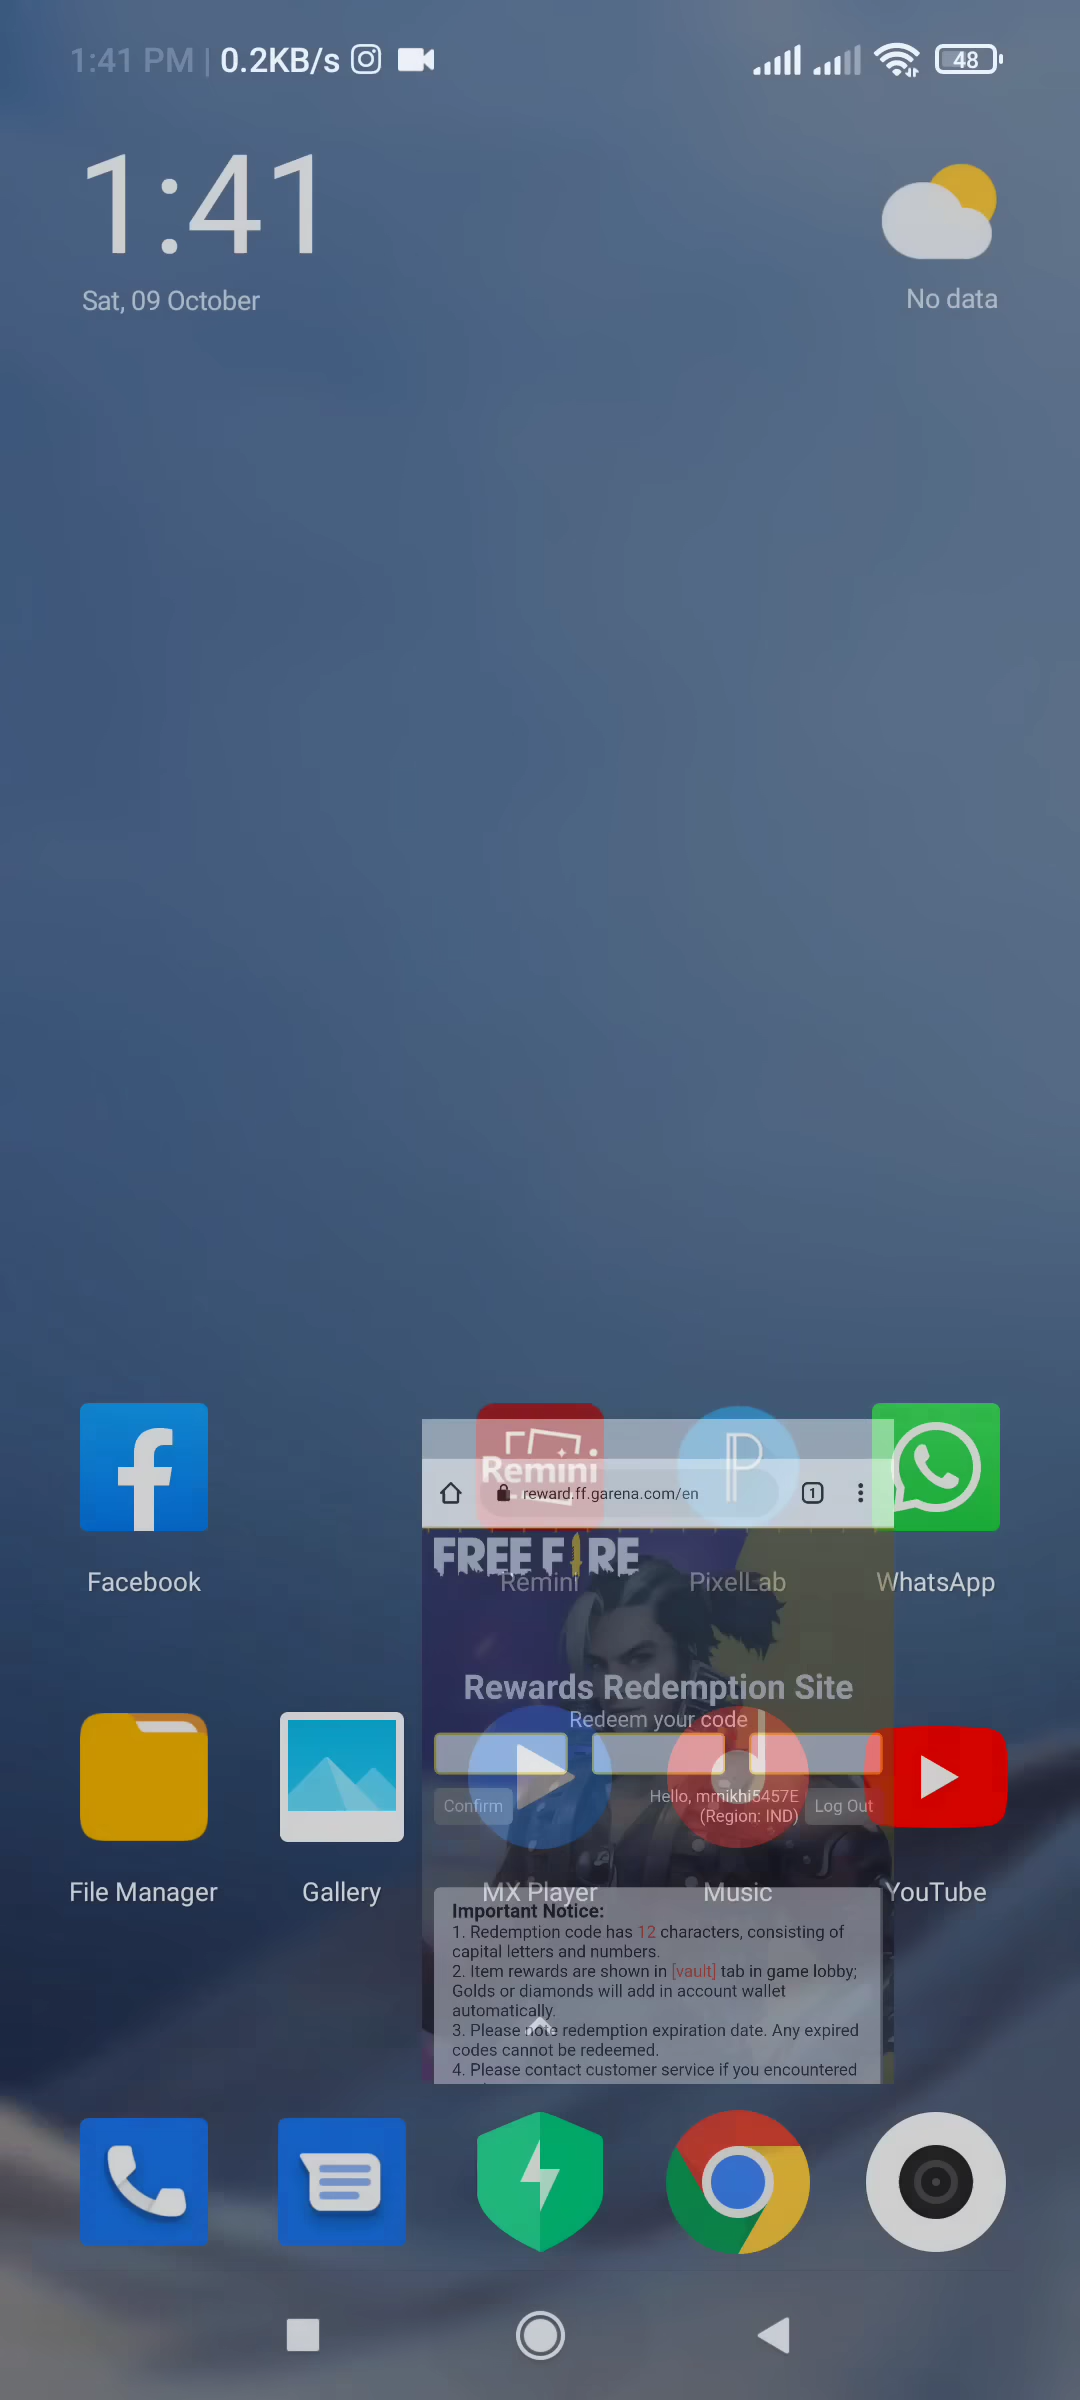 1:41 PM | 0.2KB/s
48
1:41
Sat, 09 October
No data
Remini
reward.ff.garena.com/en
1
FREE FIRE
Facebook
Remini
PixelLab
WhatsApp
Rewards Redemption Site
Redeem your code
Confirm
Hello, mrnikhi5457E
(Region: IND)
Log Out
File Manager
Gallery
MX Player
Music
YouTube
Important Notice:
1. Redemption code has 12 characters, consisting of
capital letters and numbers.
2. Item rewards are shown in [vault] tab in game lobby;
Golds or diamonds will add in account wallet
automatically.
3. Please note redemption expiration date. Any expired
codes cannot be redeemed.
4. Please contact customer service if you encountered